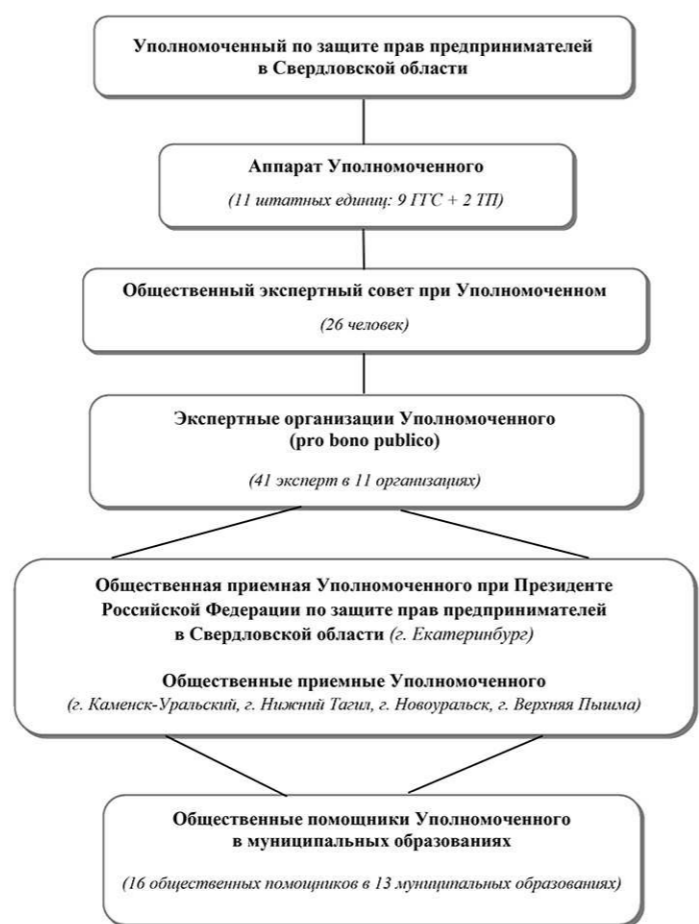 Уполномоченный по защите прав предпринимателей
в Свердловской области
Аппарат Уполномоченного
(11 штатных единиц: 9 ГГС + 2 ТП)
Общественный экспертный совет при Уполномоченном
(26 человек)
Экспертные организации Уполномоченного
(pro bono publico)
(41 эксперт в 11 организациях)
Общественная приемная Уполномоченного при Президенте
Российской Федерации по защите прав предпринимателей
в Свердловской области (г. Екатеринбург)
Общественные приемные Уполномоченного
(г. Каменск-Уральский, г. Нижний Тагил, г. Новоуральск, г. Верхняя Пышма)
Общественные помощники Уполномоченного
в муниципальных образованиях
(16 общественных помощников в 13 муниципальных образованиях)